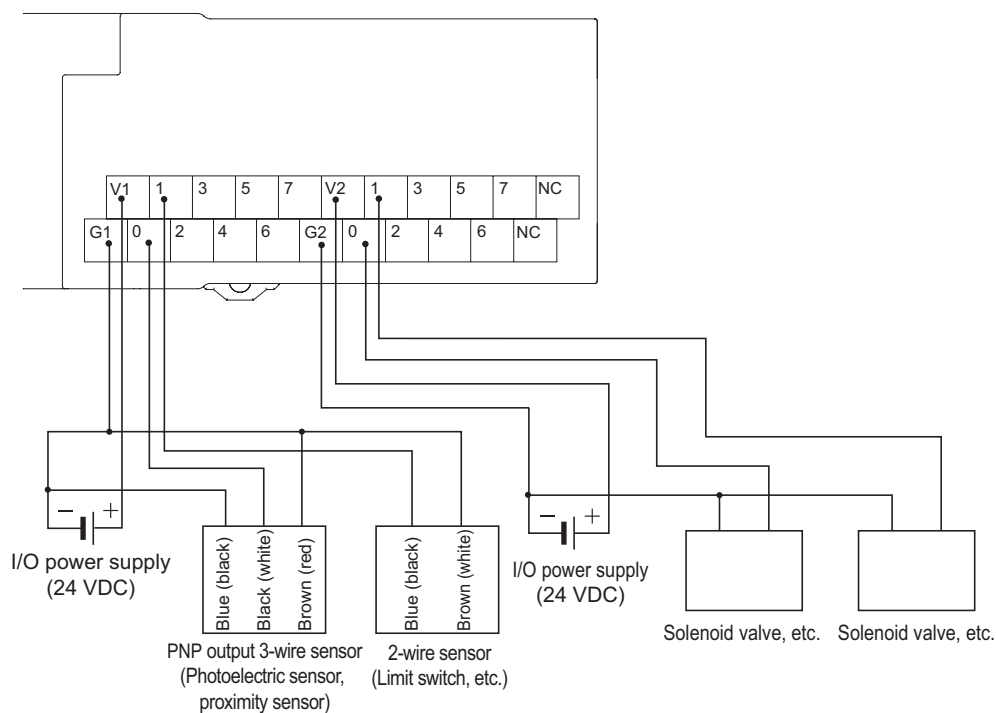 V1 1 3 5 7 V2 1 3 5 7 NC
G1 0 2 4 6 G2 0 2 4 6 NC
− +
I/O power supply
(24 VDC)
Blue (black)
Black (white)
Brown (red)
PNP output 3-wire sensor
(Photoelectric sensor,
proximity sensor)
Blue (black)
Brown (white)
2-wire sensor
(Limit switch, etc.)
− +
I/O power supply
(24 VDC)
Solenoid valve, etc.
Solenoid valve, etc.